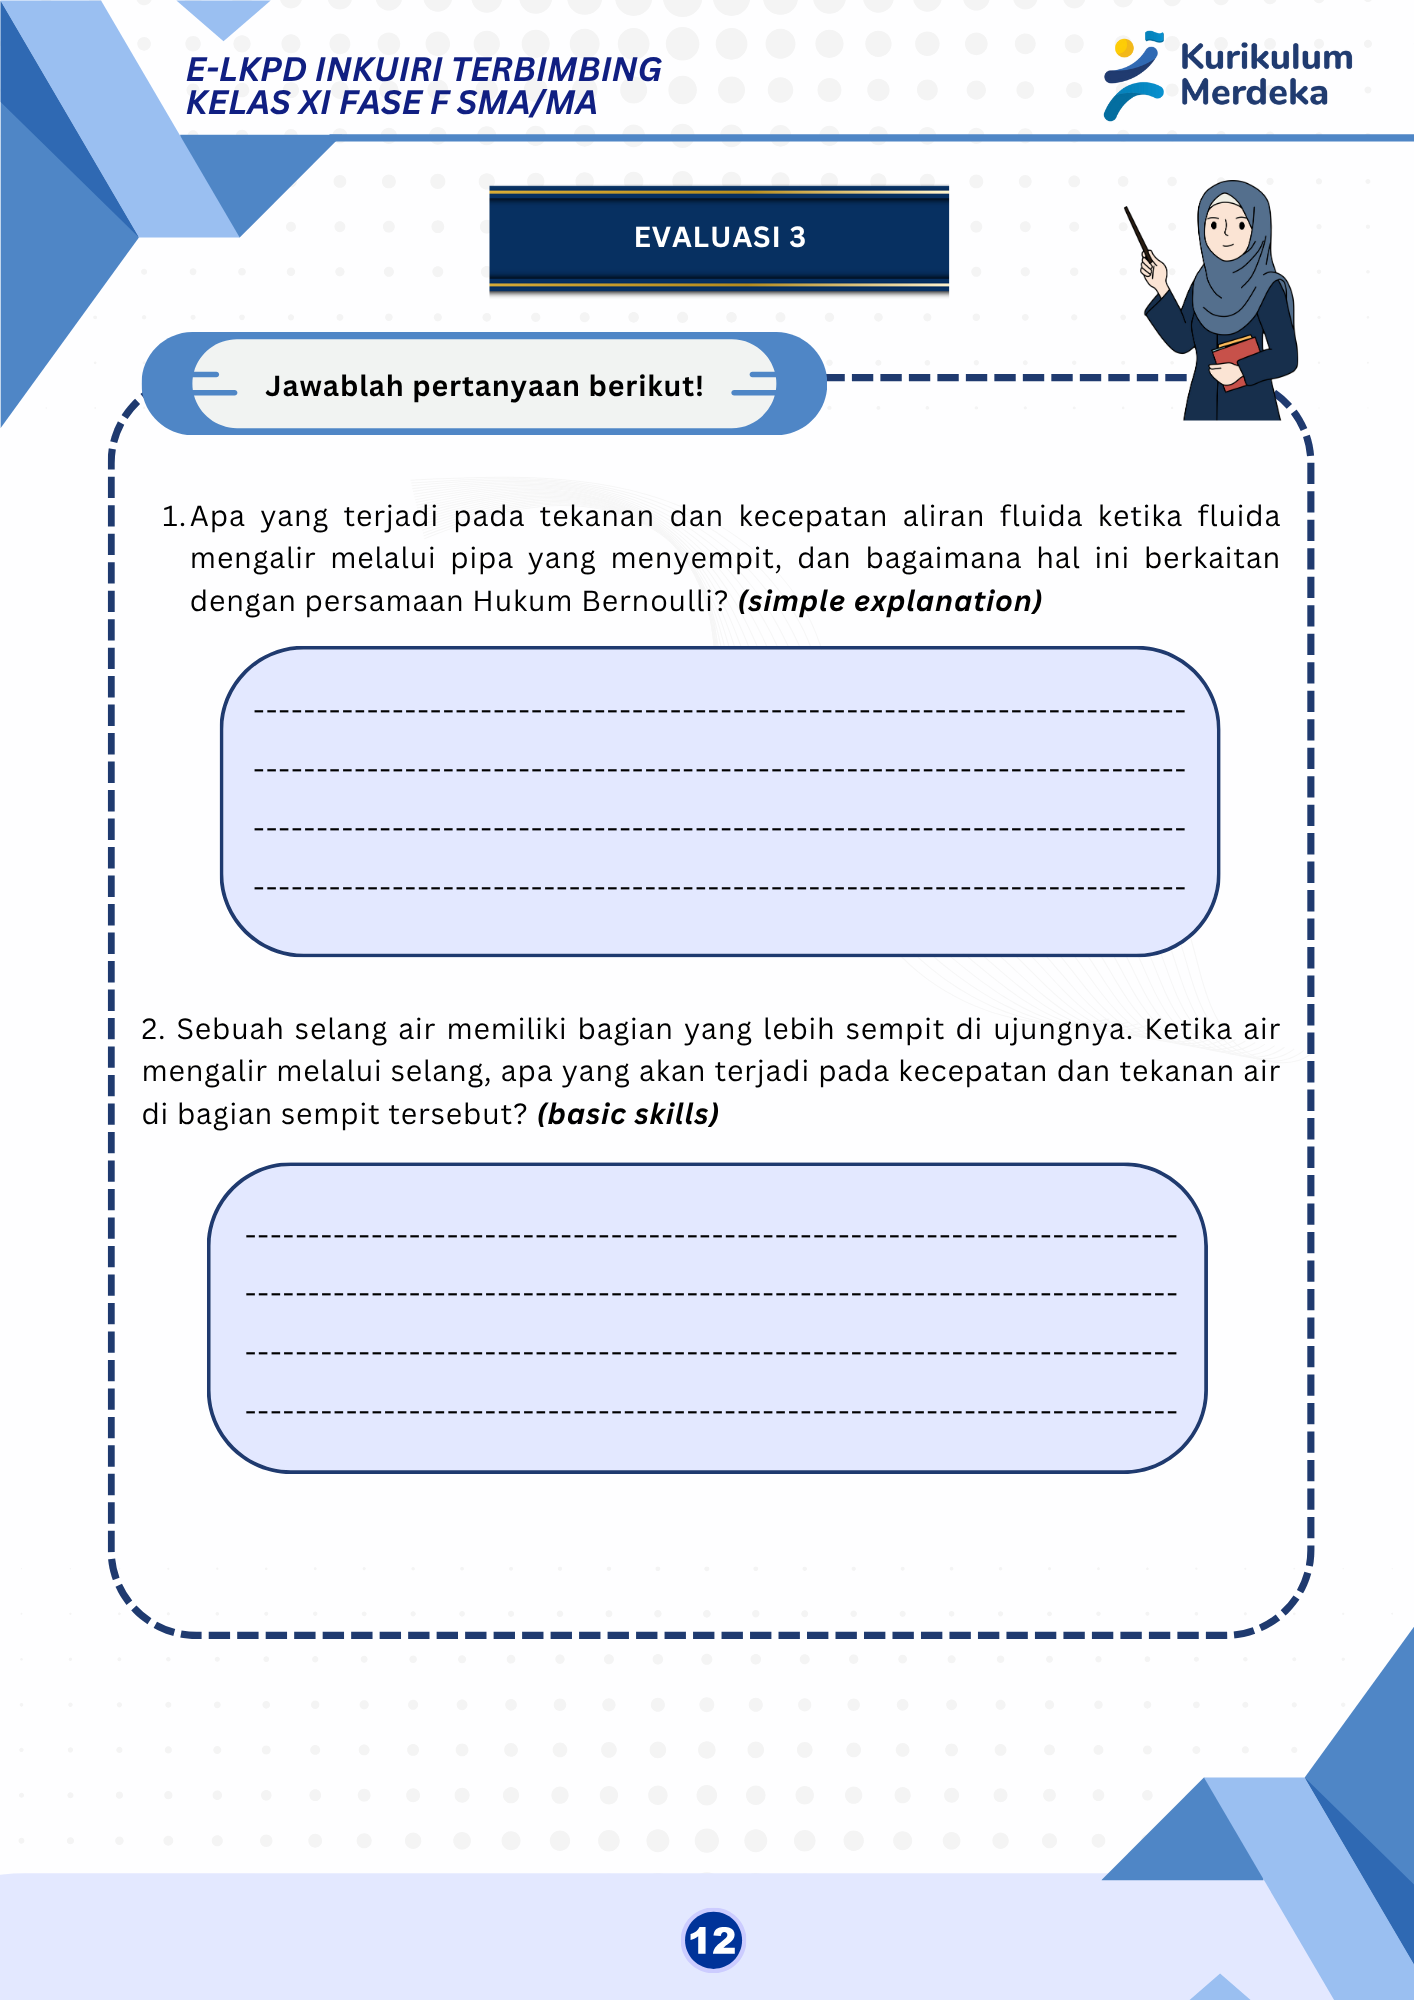 E-LKPD INKUIRI TERBIMBING
KELAS XI FASE F SMA/MA
Kurikulum
Merdeka
EVALUASI 3
Jawablah pertanyaan berikut!
1. Apa yang terjadi pada tekanan dan kecepatan aliran fluida ketika fluida
mengalir melalui pipa yang menyempit, dan bagaimana hal ini berkaitan
dengan persamaan Hukum Bernoulli? (simple explanation)
2. Sebuah selang air memiliki bagian yang lebih sempit di ujungnya. Ketika air
mengalir melalui selang, apa yang akan terjadi pada kecepatan dan tekanan air
di bagian sempit tersebut? (basic skills)
12